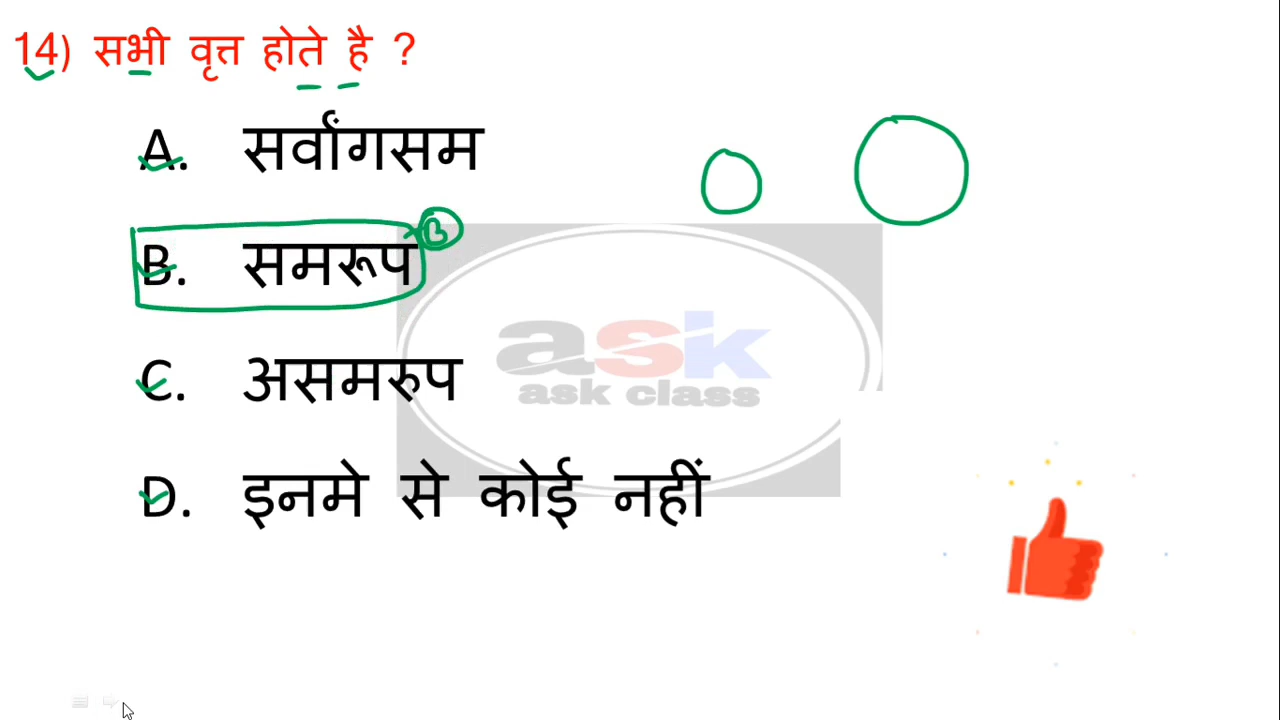 14) सभी वृत्त होते है ?
A. सर्वांगसम
B. समरूप
B
C. असमरुप
D. इनमे से कोई नहीं
ask
ask class